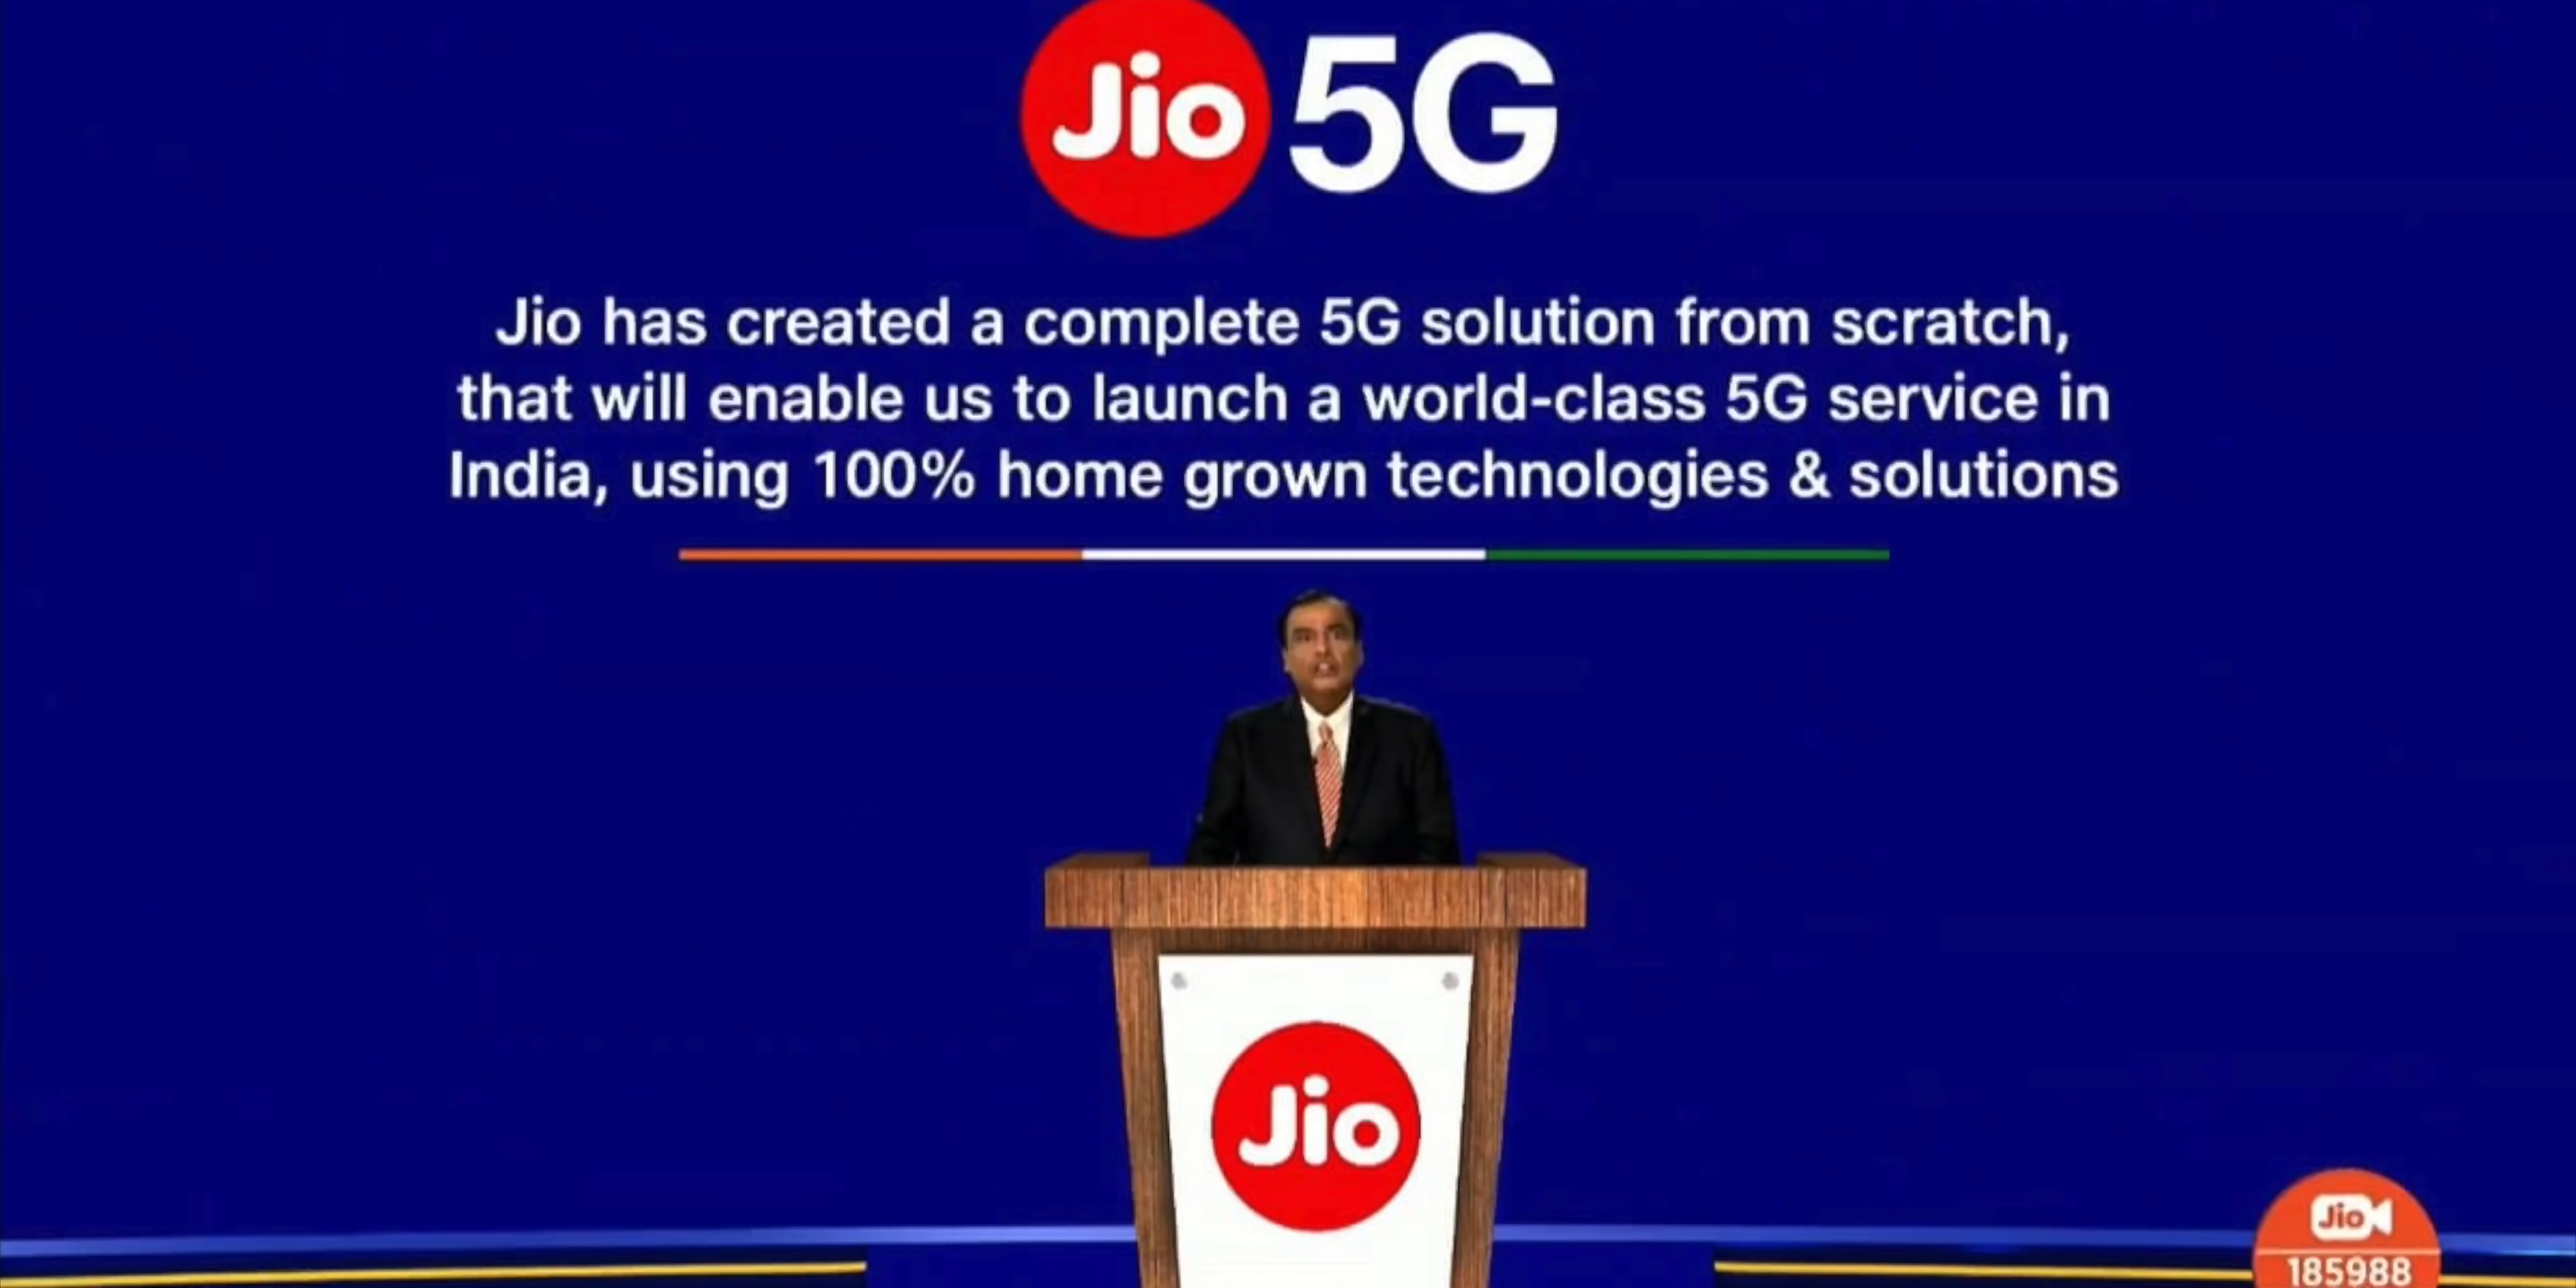 Jio 5G
Jio has created a complete 5G solution from scratch,
that will enable us to launch a world-class 5G service in
India, using 100% home grown technologies & solutions
Jio
Jio
185988